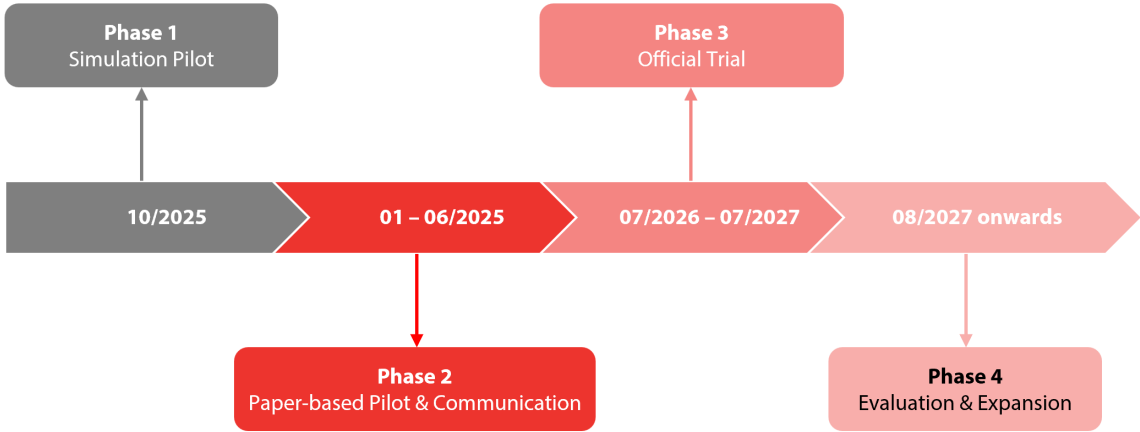 Phase 1
Simulation Pilot
Phase 3
Official Trial
10/2025
01 – 06/2025
07/2026 – 07/2027
08/2027 onwards
Phase 2
Paper-based Pilot & Communication
Phase 4
Evaluation & Expansion